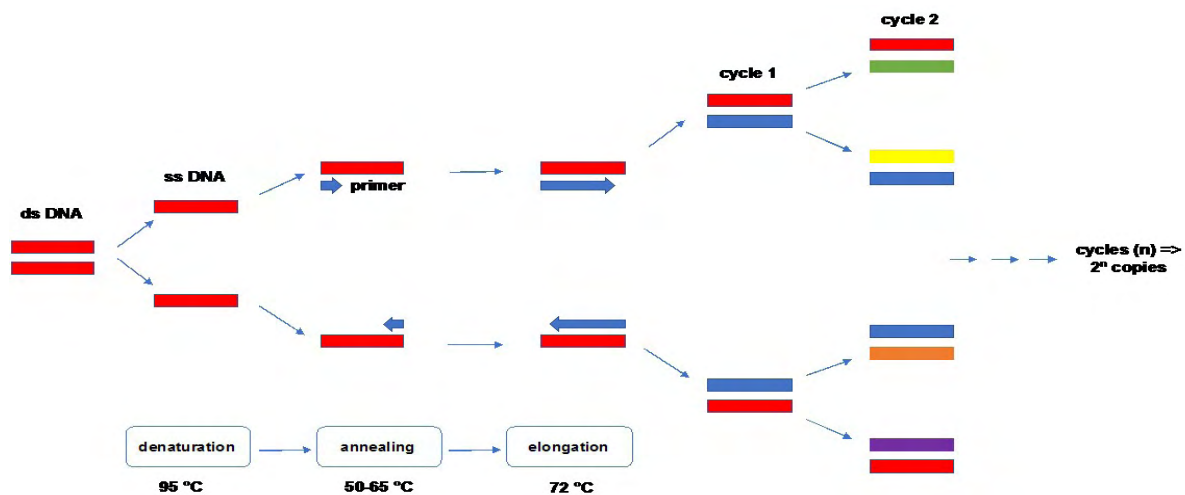 cycle 2
cycle 1
ss DNA
primer
ds DNA
cycles (n) =>
2ⁿ copies
denaturation
annealing
elongation
95 ºC
50-65 ºC
72 ºC